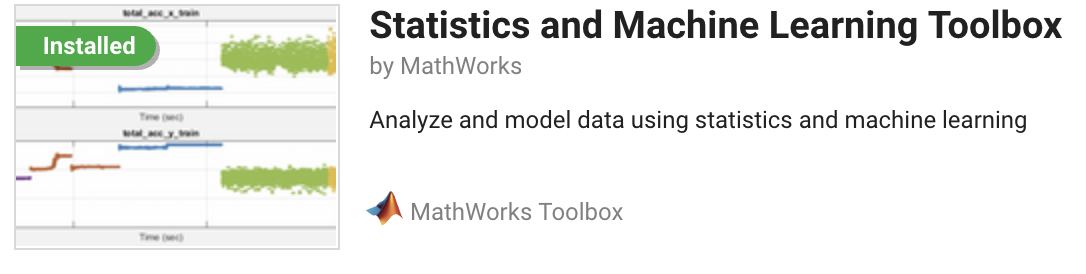 total_acc_x_train
Installed
Time (sec)
total_acc_y_train
Time (sec)
Statistics and Machine Learning Toolbox
by MathWorks
Analyze and model data using statistics and machine learning
MathWorks Toolbox